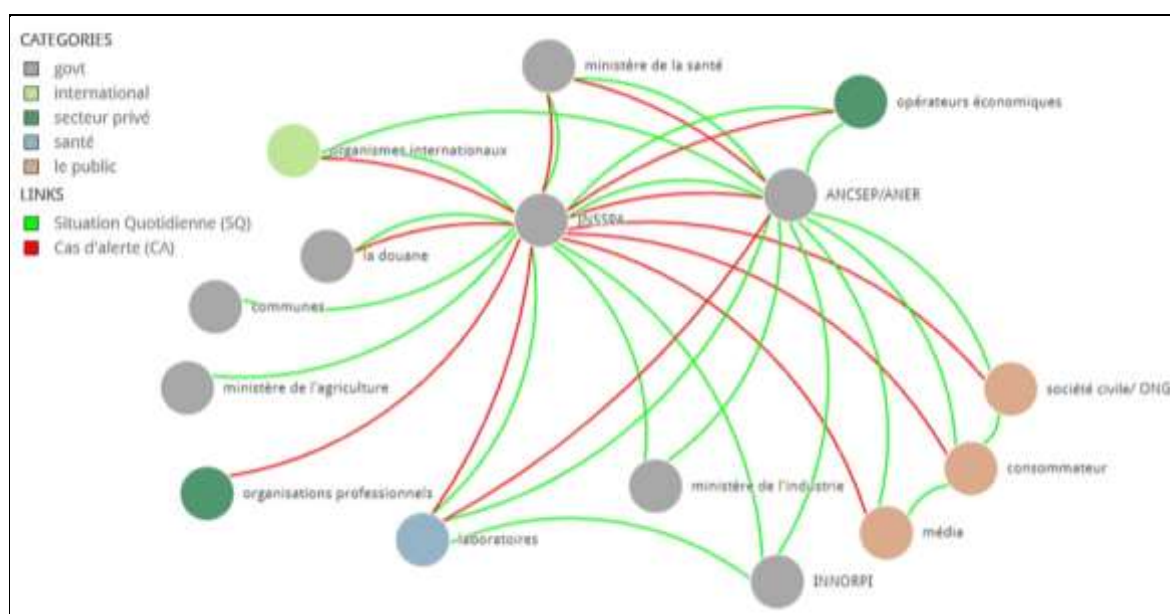 CATEGORIES
govt
international
secteur privé
santé
le public
LINKS
Situation Quotidienne (SQ)
Cas d'alerte (CA)
ministère de la santé
opérateurs économiques
organismes internationaux
ANCSEP/ANER
INSSPA
la douane
communes
ministère de l'agriculture
société civile/ ONG
consommateur
organisations professionnels
ministère de l'industrie
média
laboratoires
INNORPI